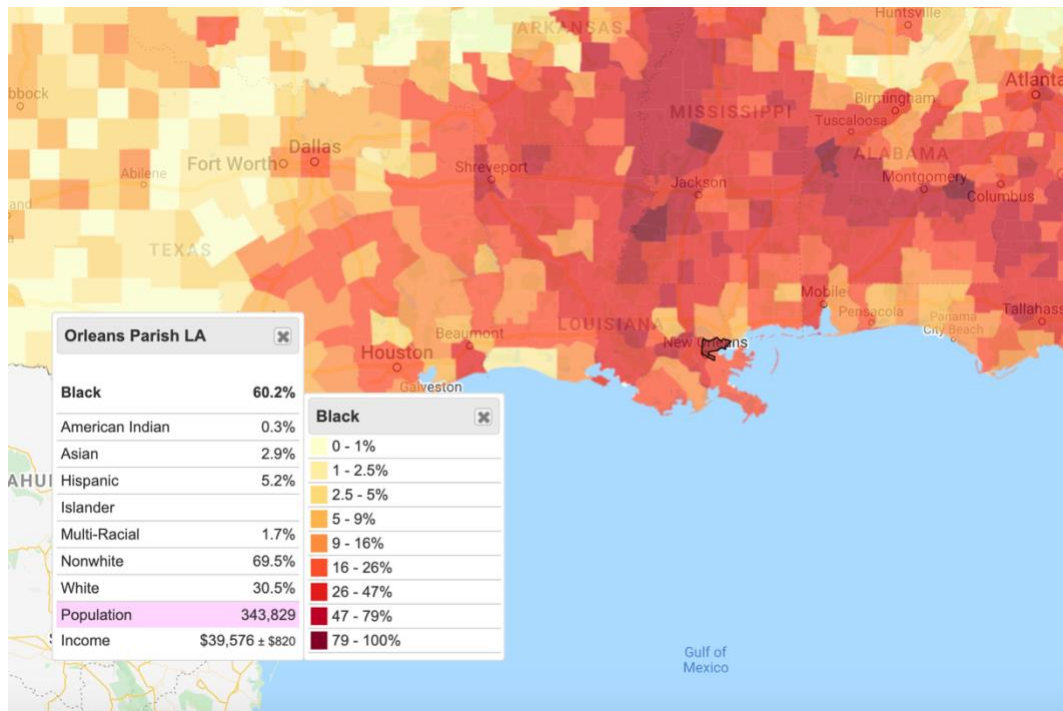 Huntsville
ARKANSAS
bbock
Atlanta
Birmingham
MISSISSIPPI
Tuscaloosa
Dallas
Fort Worth
ALABAMA
Abilene
Shreveport
Montgomery
Jackson
Columbus
and
TEXAS
Mobile
Pensacola
Tallahass
Panama
City Beach
LOUISIANA
Beaumont
New Orleans
Houston
Galveston
AHUI
Orleans Parish LA
Black 60.2%
American Indian 0.3%
Asian 2.9%
Hispanic 5.2%
Islander
Multi-Racial 1.7%
Nonwhite 69.5%
White 30.5%
Population 343,829
Income $39,576 ± $820
Black
0 - 1%
1 - 2.5%
2.5 - 5%
5 - 9%
9 - 16%
16 - 26%
26 - 47%
47 - 79%
79 - 100%
Gulf of
Mexico